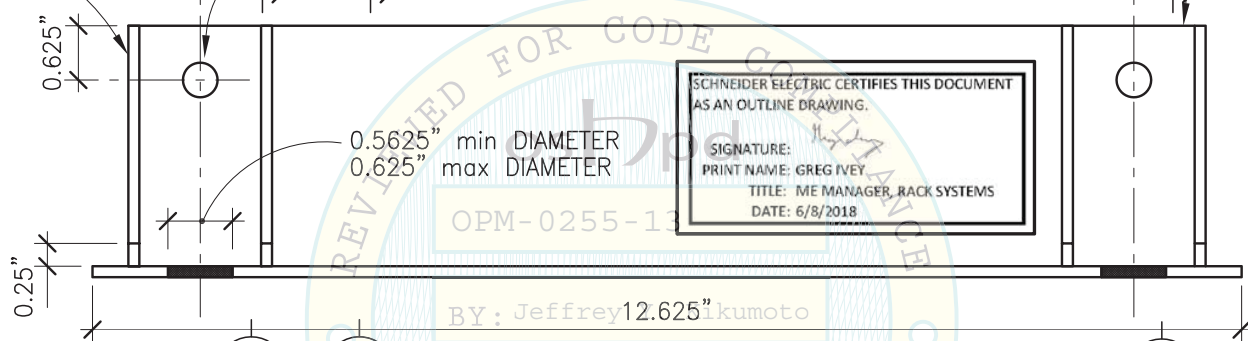 0.625"
REVIEWED FOR CODE COMPLIANCE
SCHNEIDER ELECTRIC CERTIFIES THIS DOCUMENT
AS AN OUTLINE DRAWING.
SIGNATURE:
PRINT NAME: GREG IVEY
TITLE: ME MANAGER, RACK SYSTEMS
DATE: 6/8/2018
0.5625" min DIAMETER
0.625" max DIAMETER
oshpd
OPM-0255-13
0.25"
12.625"
BY: Jeffrey